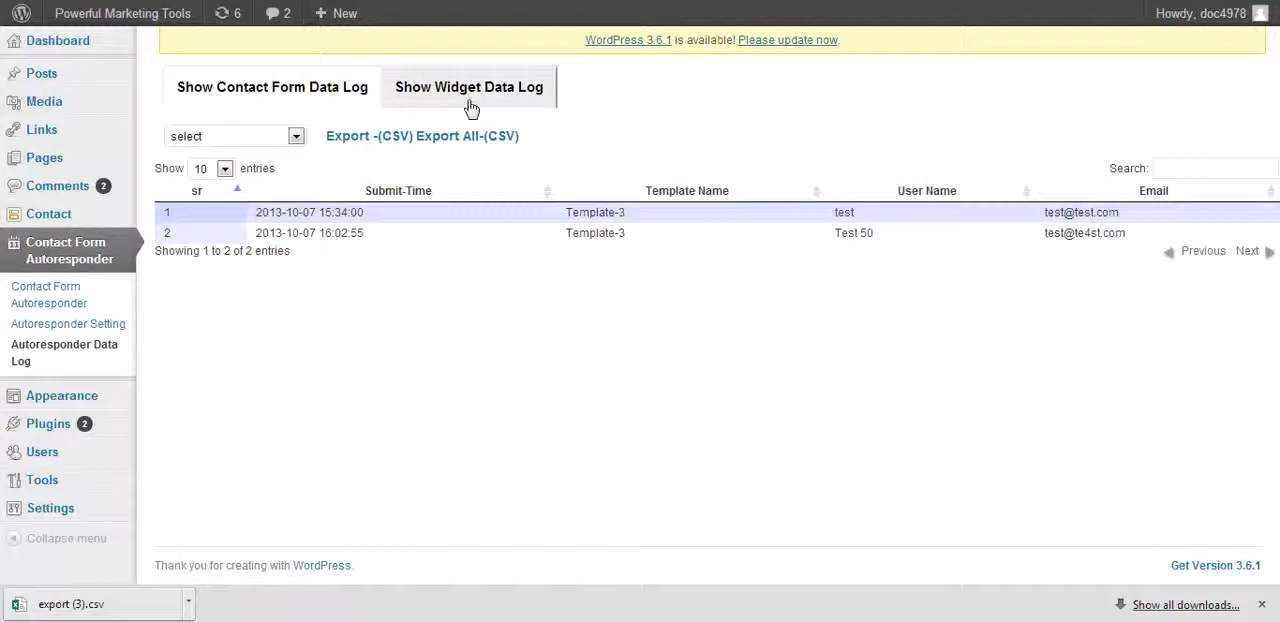 Powerful Marketing Tools 6 2 New Howdy, doc4978
WordPress 3.6.1 is available! Please update now.
Dashboard
Posts
Media
Links
Pages
Comments 2
Contact
Contact Form
Autoresponder
Contact Form
Autoresponder
Autoresponder Setting
Autoresponder Data
Log
Appearance
Plugins 2
Users
Tools
Settings
Collapse menu
Show Contact Form Data Log Show Widget Data Log
select Export -(CSV) Export All-(CSV)
Show 10 entries Search:
sr Submit-Time Template Name User Name Email
1 2013-10-07 15:34:00 Template-3 test test@test.com
2 2013-10-07 16:02:55 Template-3 Test 50 test@te4st.com
Showing 1 to 2 of 2 entries Previous Next
Thank you for creating with WordPress. Get Version 3.6.1
export (3).csv Show all downloads...